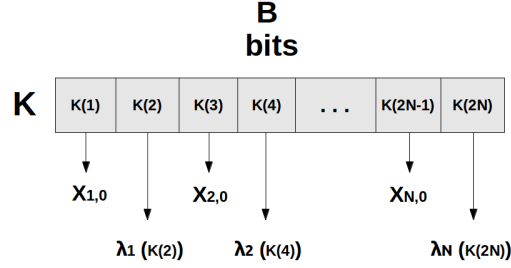 B
bits
K K(1) K(2) K(3) K(4) ... K(2N-1) K(2N)
X1,0 X2,0 XN,0
λ1 (K(2)) λ2 (K(4)) λN (K(2N))